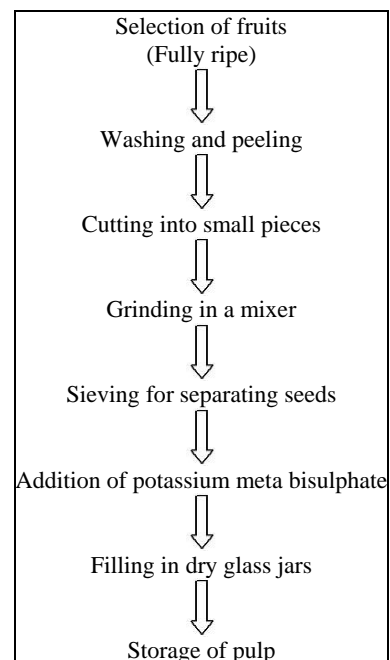 Selection of fruits
(Fully ripe)
Washing and peeling
Cutting into small pieces
Grinding in a mixer
Sieving for separating seeds
Addition of potassium meta bisulphate
Filling in dry glass jars
Storage of pulp